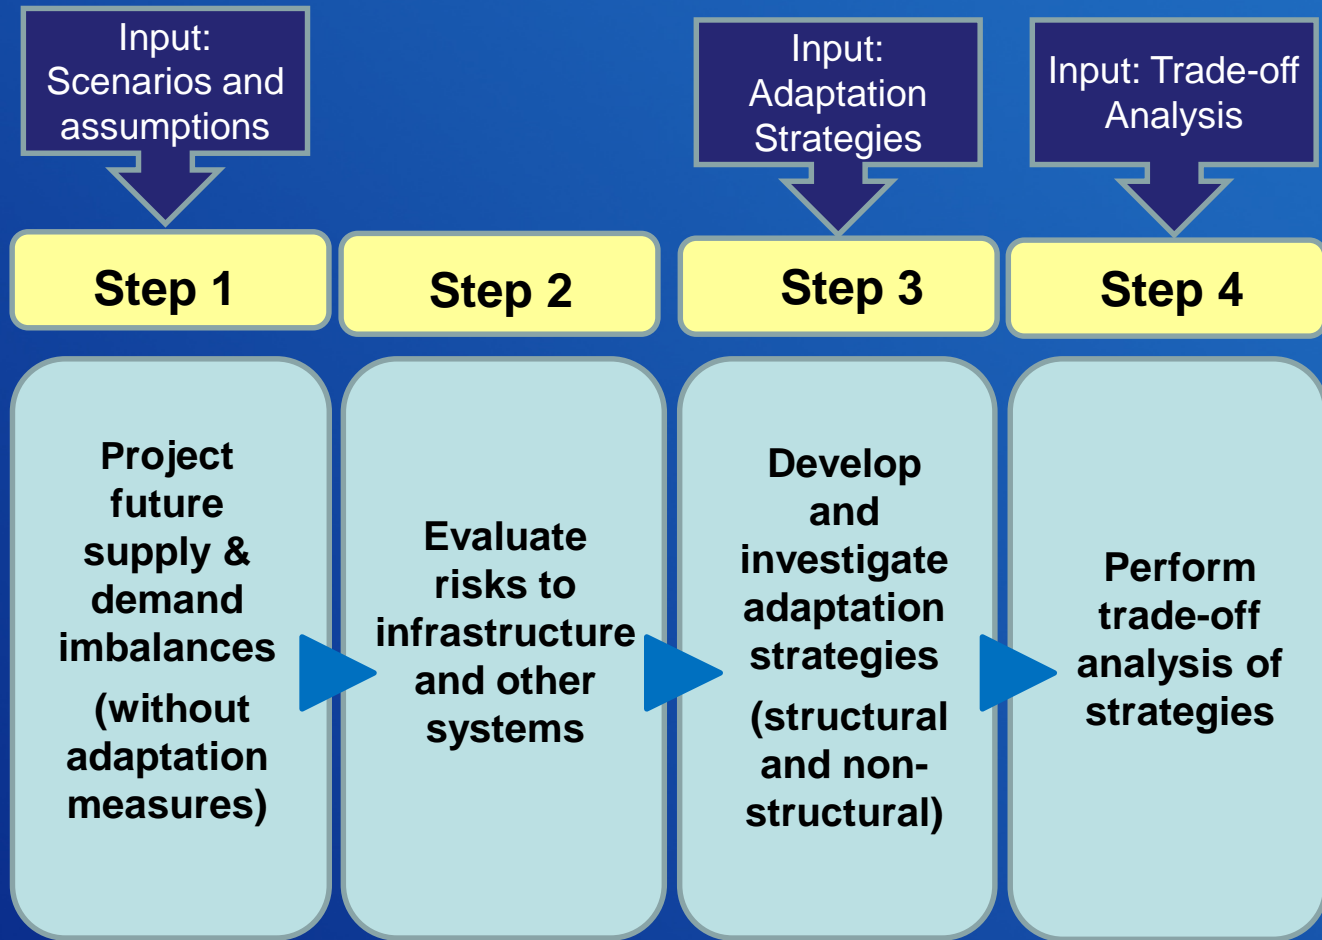 Input:
Scenarios and
assumptions
Input:
Adaptation
Strategies
Input: Trade-off
Analysis
Step 1
Step 2
Step 3
Step 4
Project
future
supply &
demand
imbalances
(without
adaptation
measures)
Evaluate
risks to
infrastructure
and other
systems
Develop
and
investigate
adaptation
strategies
(structural
and non-
structural)
Perform
trade-off
analysis of
strategies